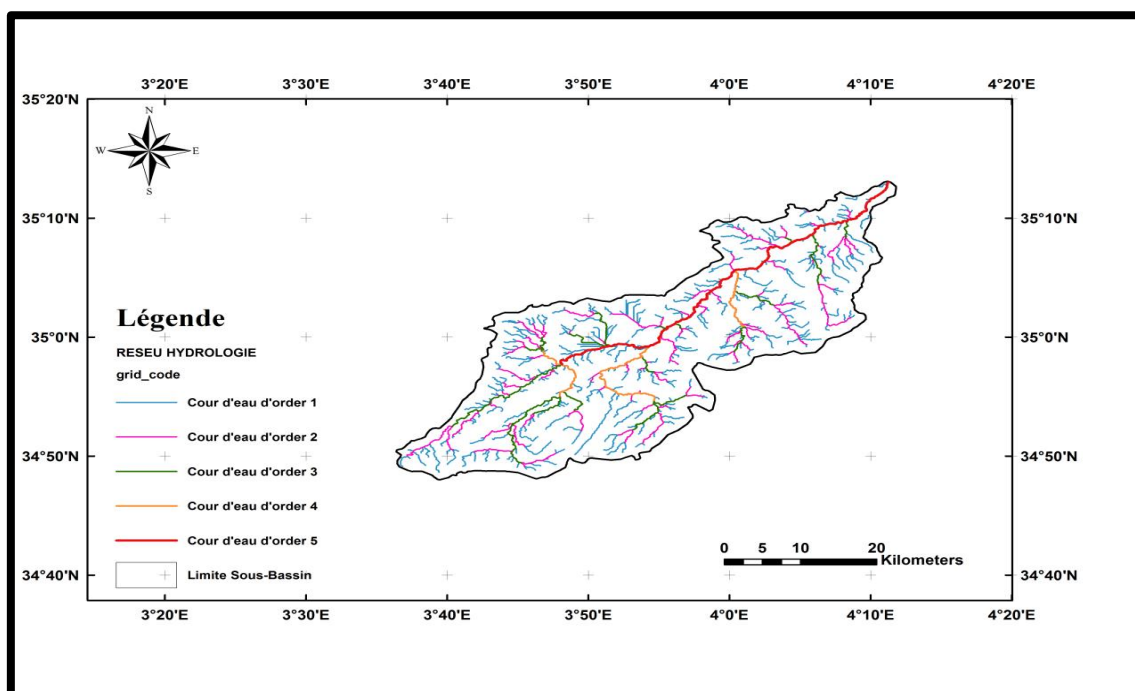 3°20'E 3°30'E 3°40'E 3°50'E 4°0'E 4°10'E 4°20'E
35°20'N
N
W E
S
35°10'N 35°10'N
35°0'N 35°0'N
Légende
RESEU HYDROLOGIE
grid_code
Cour d'eau d'order 1
Cour d'eau d'order 2
34°50'N 34°50'N
Cour d'eau d'order 3
Cour d'eau d'order 4
Cour d'eau d'order 5
0 5 10 20
Kilometers
Limite Sous-Bassin
34°40'N 34°40'N
3°20'E 3°30'E 3°40'E 3°50'E 4°0'E 4°10'E 4°20'E